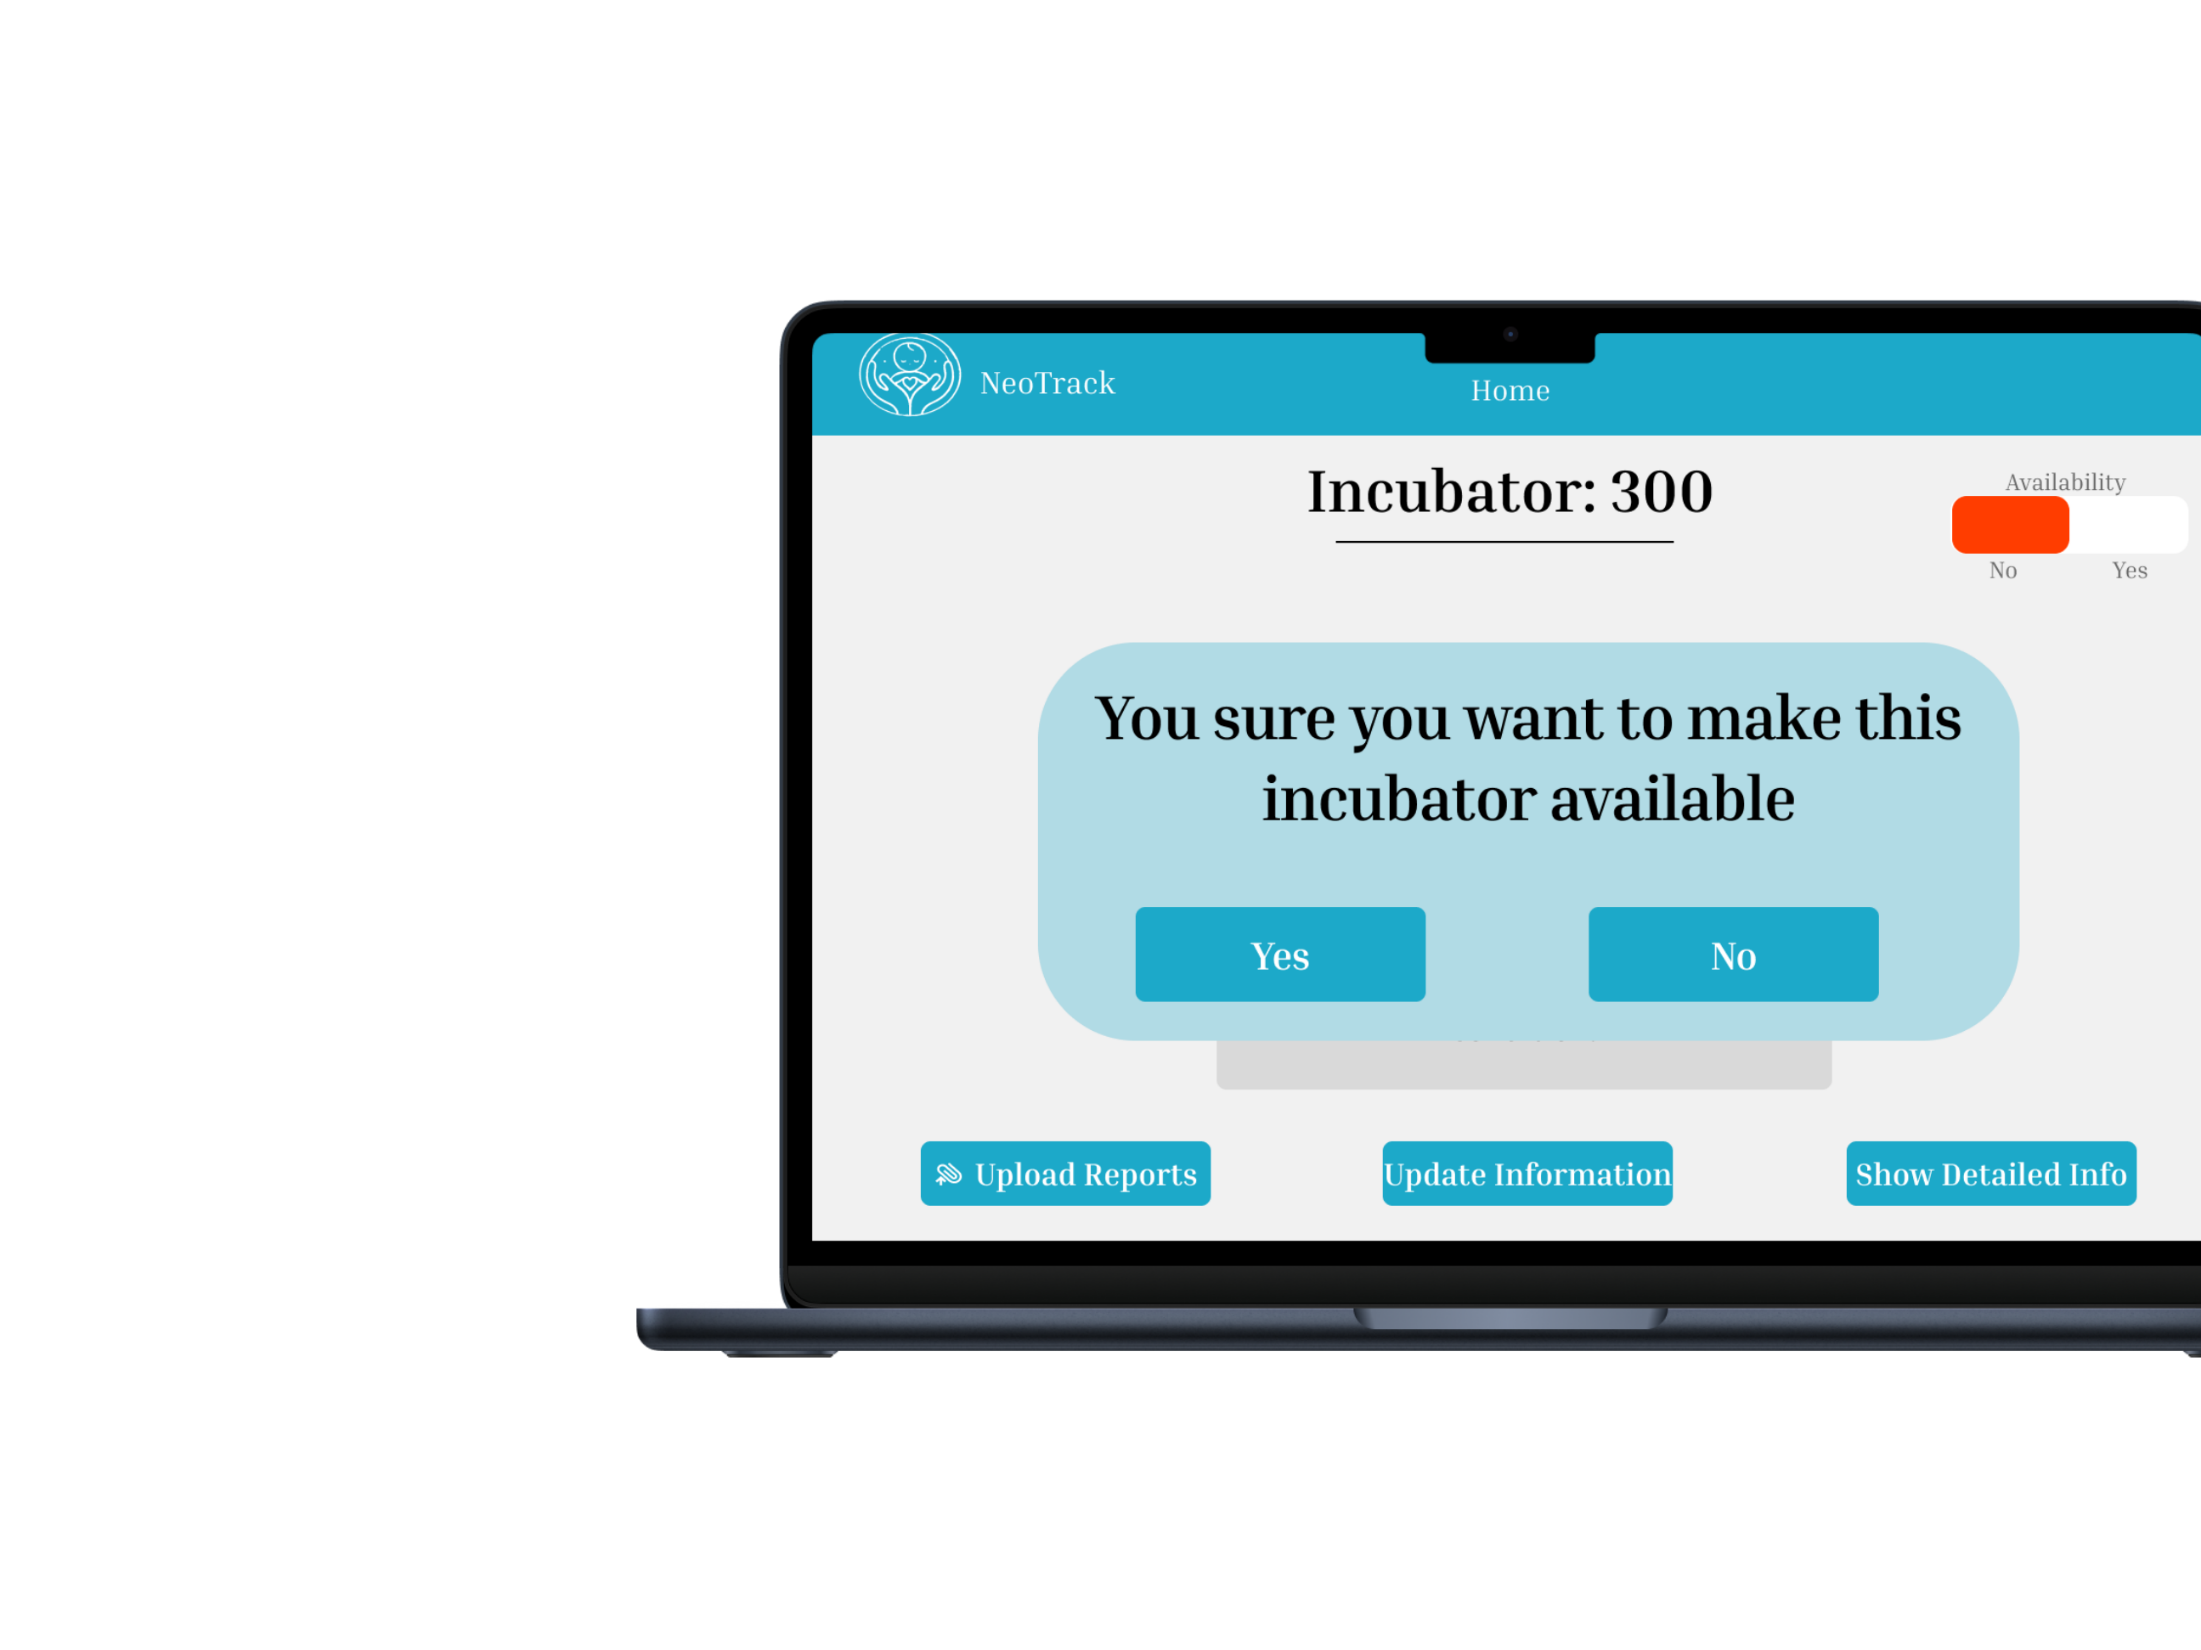 NeoTrack
Home
Incubator: 300
Availability
No Yes
You sure you want to make this
incubator available
Yes No
Upload Reports Update Information Show Detailed Info